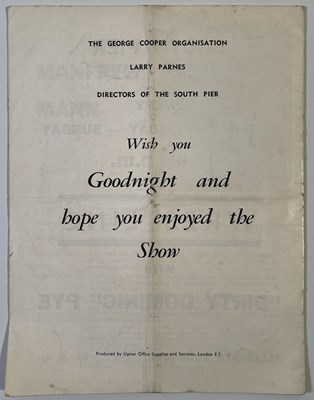 THE GEORGE COOPER ORGANISATION
LARRY PARNES
DIRECTORS OF THE SOUTH PIER
Wish you
Goodnight and
hope you enjoyed the
Show
Produced by Upton Office Supplies and Services, London E.7.